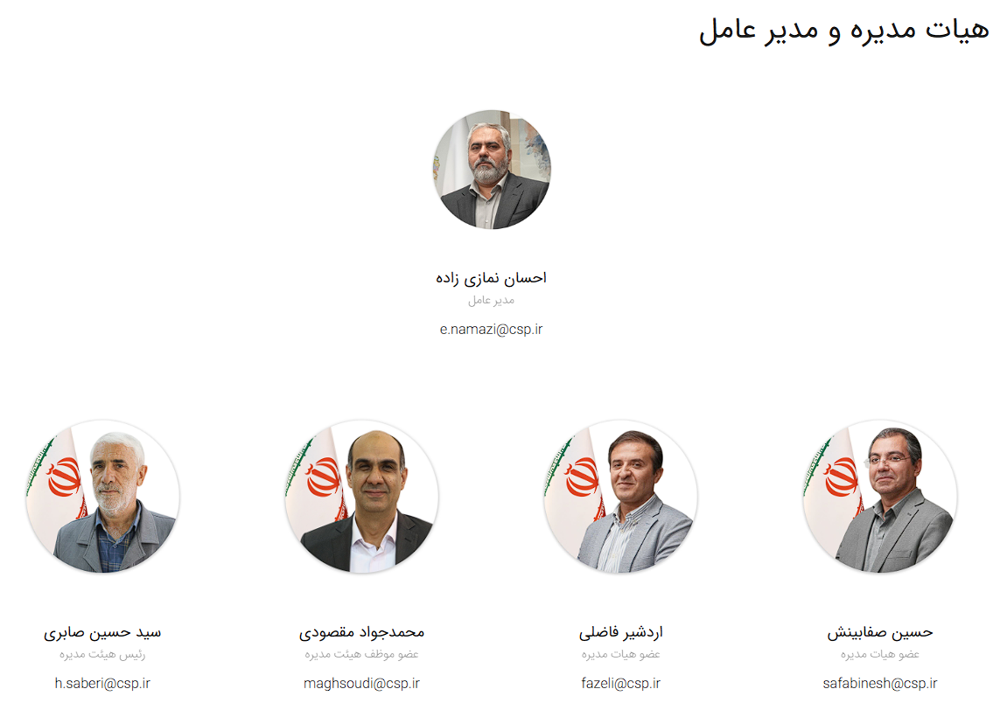 هیات مدیره و مدیر عامل
احسان نمازی زاده
مدیر عامل
e.namazi@csp.ir
حسین صفابینش
عضو هیات مدیره
safabinesh@csp.ir
اردشیر فاضلی
عضو هیات مدیره
fazeli@csp.ir
محمدجواد مقصودی
عضو موظف هیئت مدیره
maghsoudi@csp.ir
سید حسین صابری
رئیس هیئت مدیره
h.saberi@csp.ir